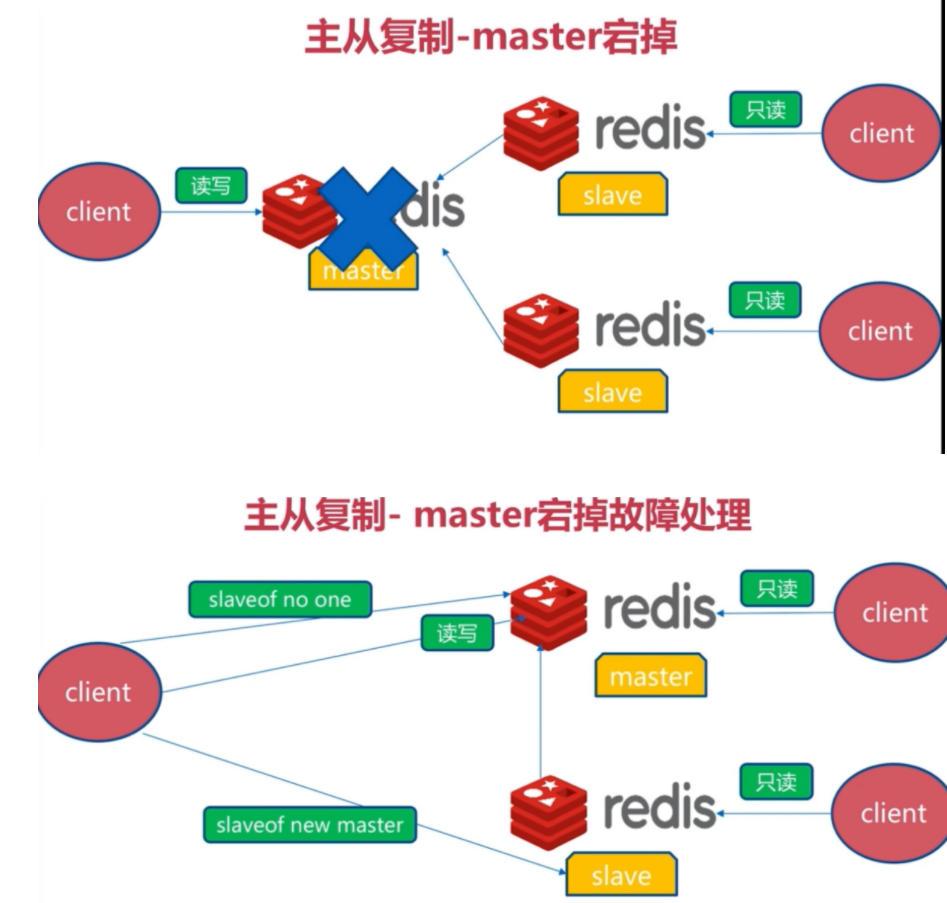 主从复制-master宕掉
client
读写
dis
master
redis
slave
只读
client
redis
slave
只读
client
主从复制- master宕掉故障处理
client
slaveof no one
读写
slaveof new master
redis
master
只读
client
redis
slave
只读
client